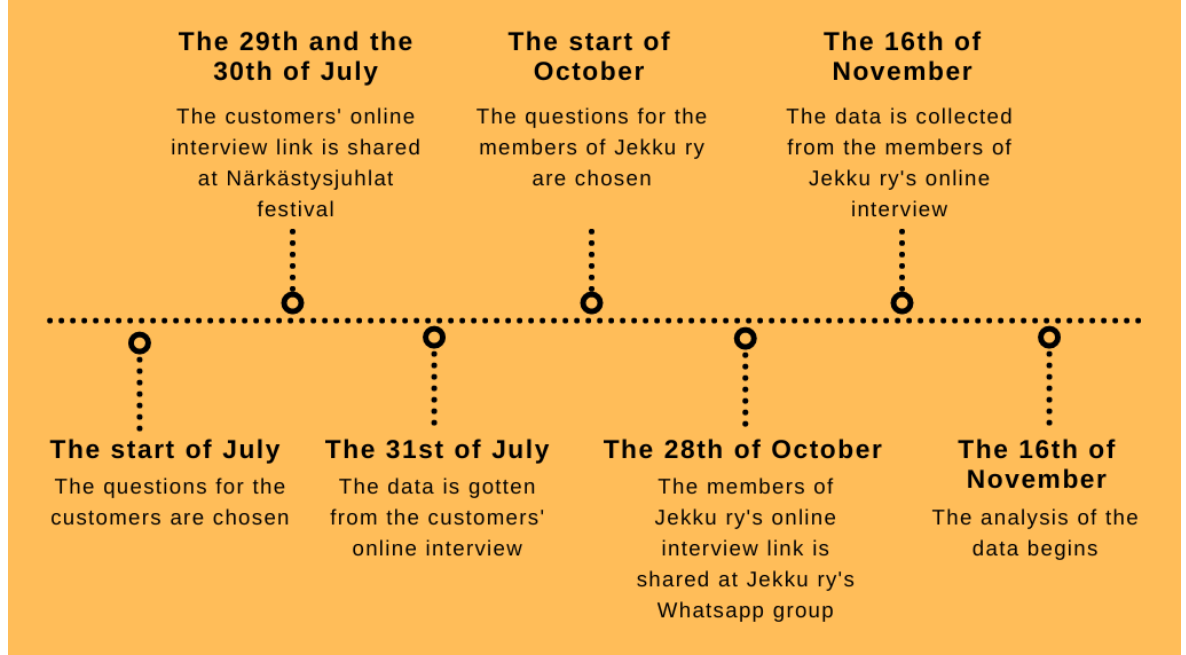 The 29th and the
30th of July
The customers' online
interview link is shared
at Närkästysjuhlat
festival
The start of
October
The questions for the
members of Jekku ry
are chosen
The 16th of
November
The data is collected
from the members of
Jekku ry's online
interview
The start of July
The questions for the
customers are chosen
The 31st of July
The data is gotten
from the customers'
online interview
The 28th of October
The members of
Jekku ry's online
interview link is
shared at Jekku ry's
Whatsapp group
The 16th of
November
The analysis of the
data begins